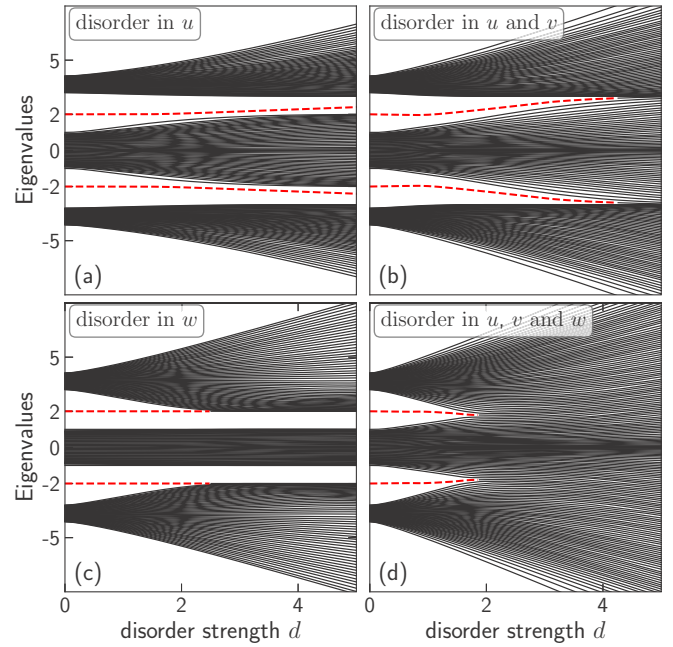 disorder in u
disorder in u and v
Eigenvalues
5
2
0
-2
-5
(a)
(b)
disorder in w
disorder in u, v and w
Eigenvalues
5
2
0
-2
-5
(c)
(d)
0
2
4
0
2
4
disorder strength d
disorder strength d